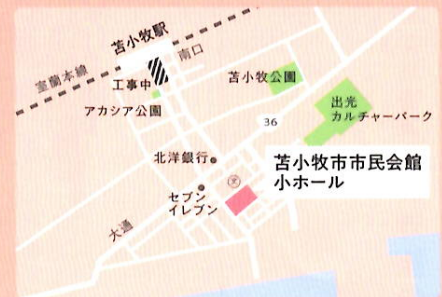 苫小牧駅
南口
室蘭本線
工事中
苫小牧公園
アカシア公園
出光
カルチャーパーク
36
北洋銀行
苫小牧市市民会館
小ホール
セブン
イレブン
文
大通